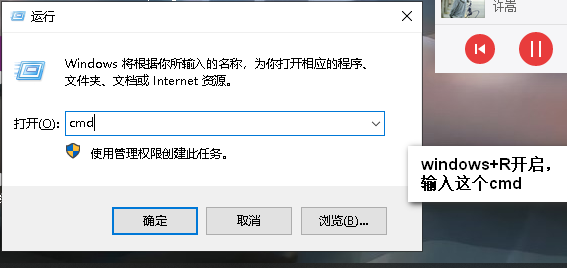 运行
许嵩
Windows 将根据你所输入的名称，为你打开相应的程序、
文件夹、文档或 Internet 资源。
打开(O):
cmd
使用管理权限创建此任务。
windows+R开启，
输入这个cmd
确定
取消
浏览(B)...